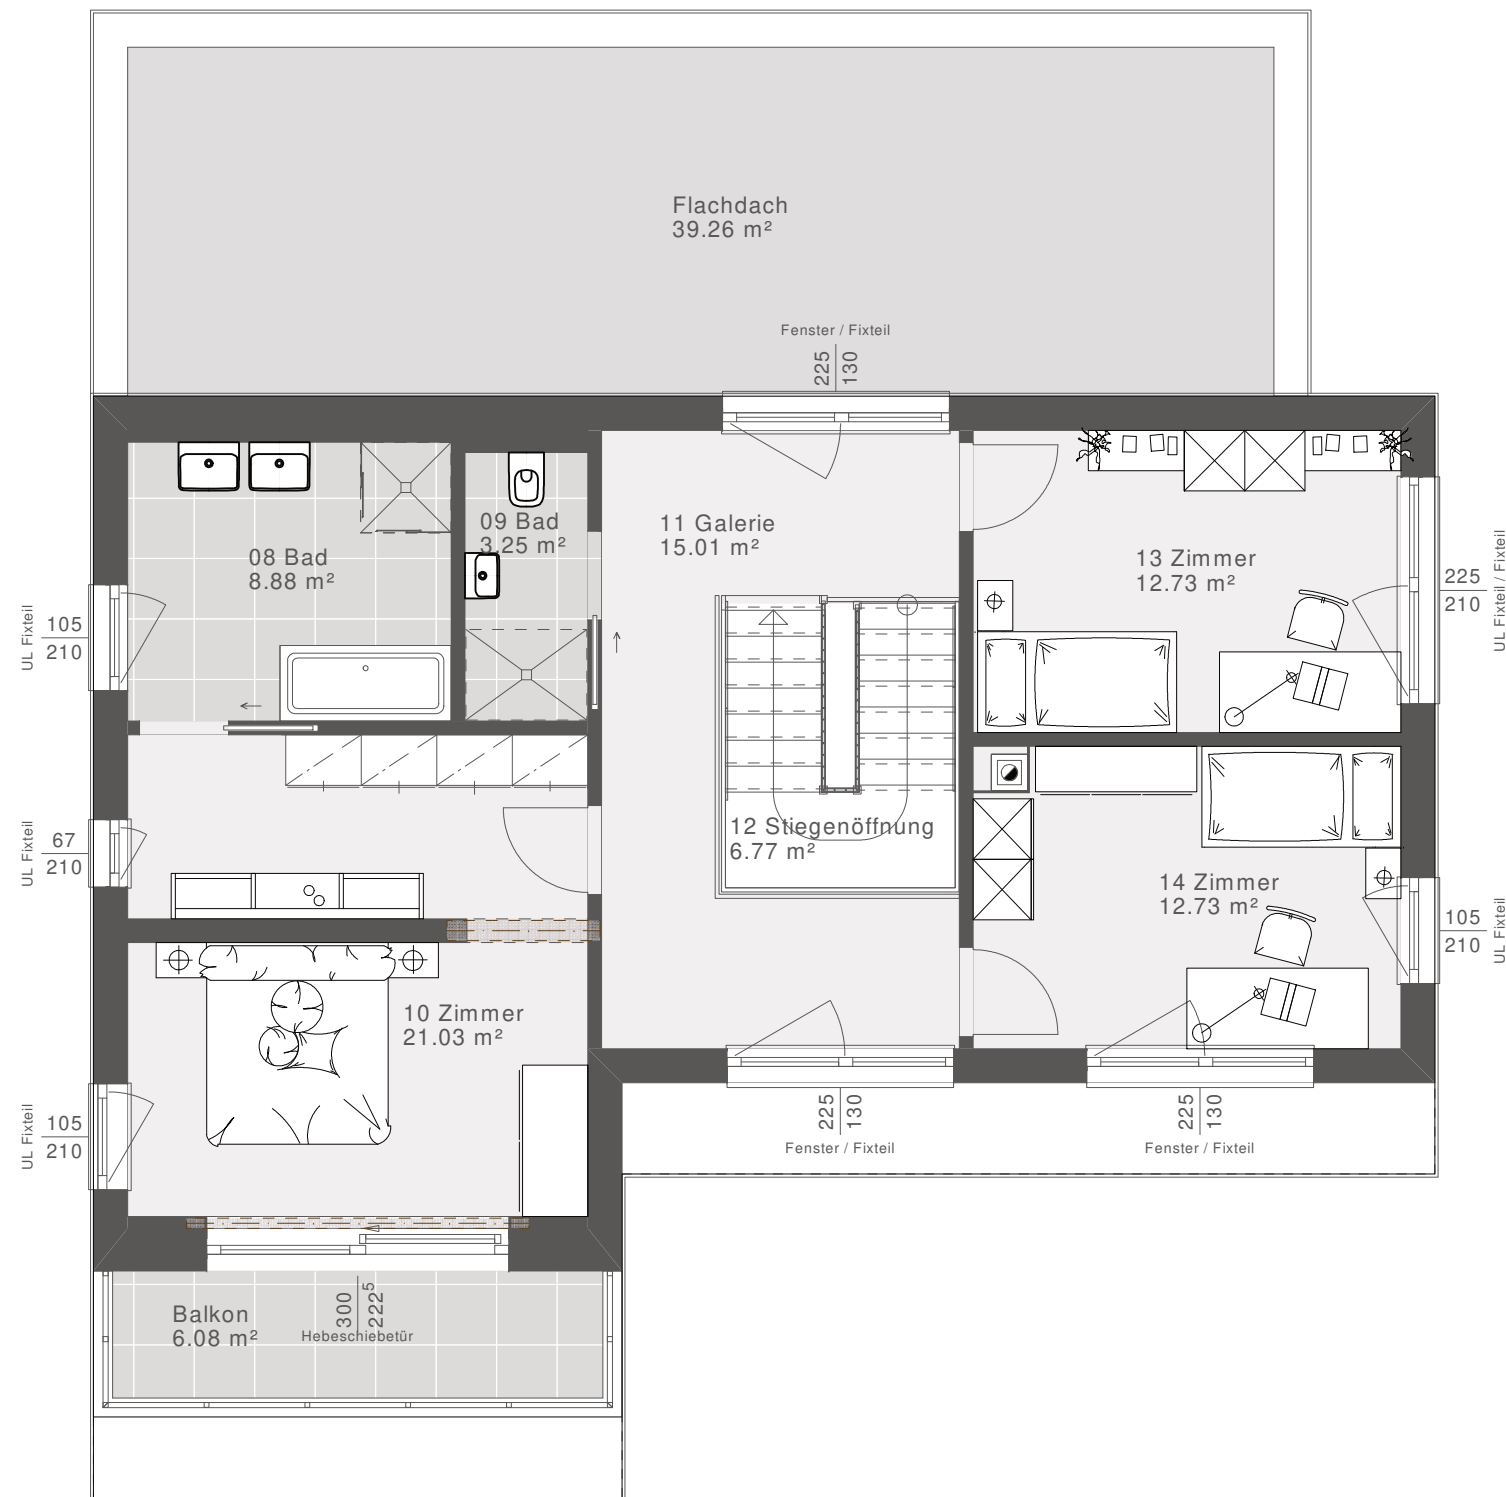 Flachdach
39.26 m²
Fenster / Fixteil
225
130
09 Bad
3.25 m²
11 Galerie
15.01 m²
08 Bad
8.88 m²
13 Zimmer
12.73 m²
225
210
UL Fixteil / Fixteil
UL Fixteil
105
210
12 Stiegenöffnung
6.77 m²
UL Fixteil
67
210
14 Zimmer
12.73 m²
105
210
UL Fixteil
10 Zimmer
21.03 m²
UL Fixteil
105
210
225
130
Fenster / Fixteil
225
130
Fenster / Fixteil
Balkon
6.08 m²
300
222⁵
Hebeschiebetür